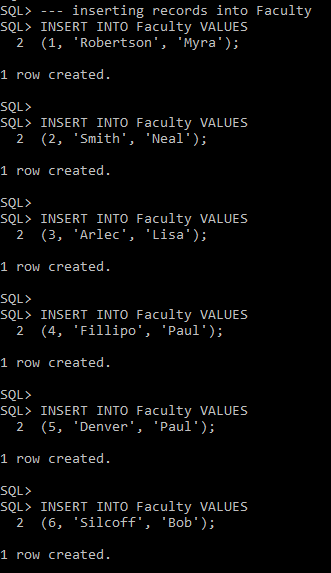 SQL> --- inserting records into Faculty
SQL> INSERT INTO Faculty VALUES
2 (1, 'Robertson', 'Myra');
1 row created.
SQL>
SQL> INSERT INTO Faculty VALUES
2 (2, 'Smith', 'Neal');
1 row created.
SQL>
SQL> INSERT INTO Faculty VALUES
2 (3, 'Arlec', 'Lisa');
1 row created.
SQL>
SQL> INSERT INTO Faculty VALUES
2 (4, 'Fillipo', 'Paul');
1 row created.
SQL>
SQL> INSERT INTO Faculty VALUES
2 (5, 'Denver', 'Paul');
1 row created.
SQL>
SQL> INSERT INTO Faculty VALUES
2 (6, 'Silcoff', 'Bob');
1 row created.